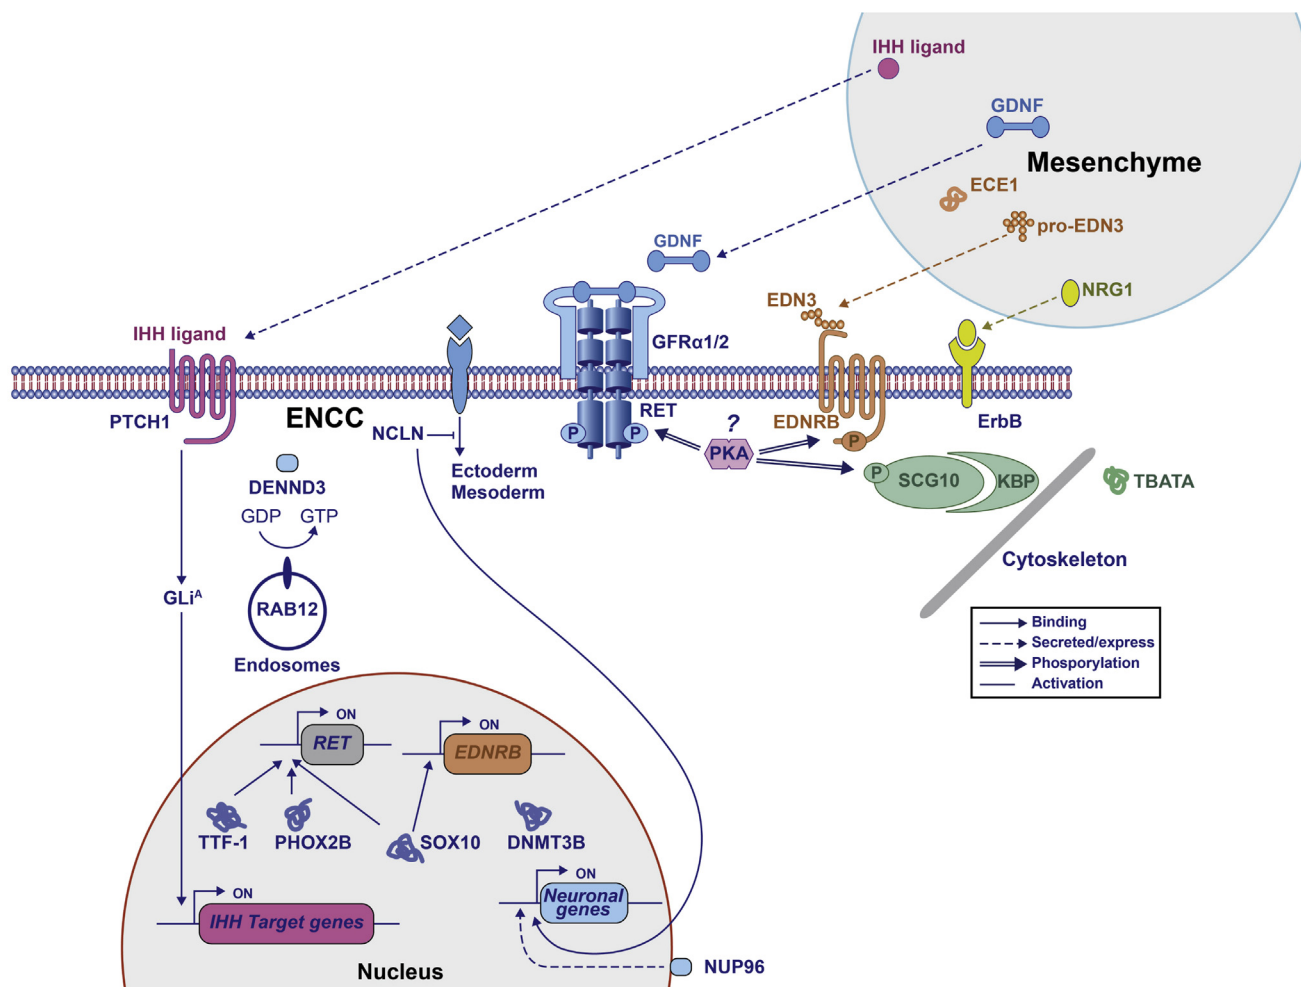 IHH ligand
GDNF
Mesenchyme
ECE1
pro-EDN3
GDNF
NRG1
EDN3
IHH ligand
GFRα1/2
PTCH1
ENCC
NCLN
RET
?
EDNRB
ErbB
P
P
PKA
P
Ectoderm
Mesoderm
P
SCG10
KBP
TBATA
DENND3
GDP
GTP
Cytoskeleton
GLiᴬ
RAB12
Endosomes
Binding
Secreted/express
Phosporylation
Activation
ON
RET
ON
EDNRB
TTF-1
PHOX2B
SOX10
DNMT3B
ON
IHH Target genes
ON
Neuronal
genes
Nucleus
NUP96